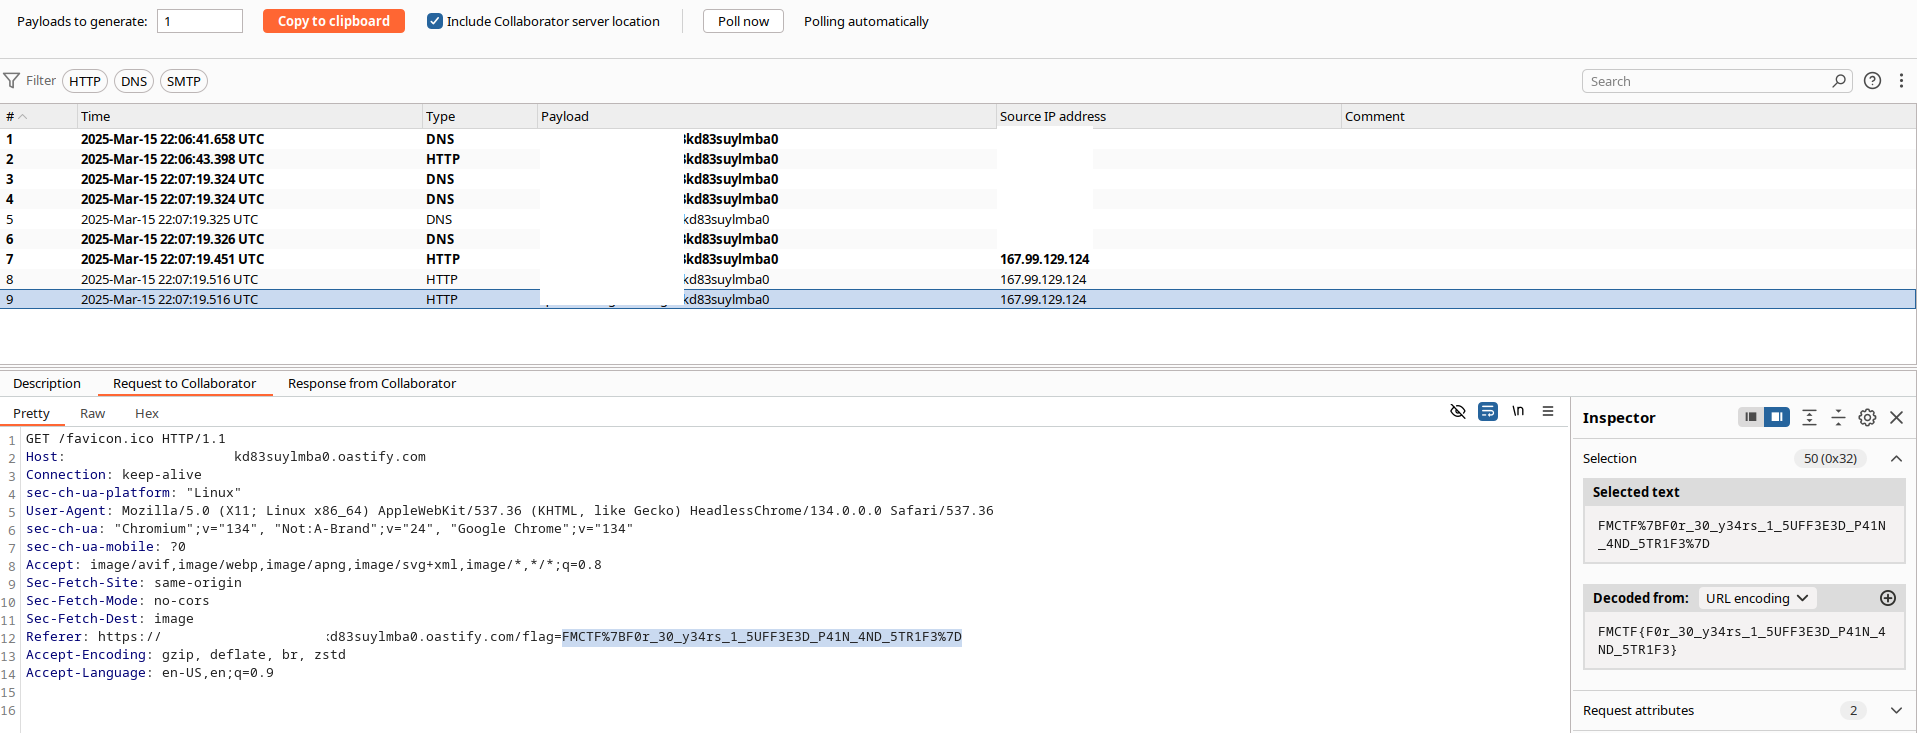 Payloads to generate: 1 Copy to clipboard Include Collaborator server location Poll now Polling automatically
Filter HTTP DNS SMTP Search
# Time Type Payload Source IP address Comment
1 2025-Mar-15 22:06:41.658 UTC DNS 3kd83suylmba0
2 2025-Mar-15 22:06:43.398 UTC HTTP 3kd83suylmba0
3 2025-Mar-15 22:07:19.324 UTC DNS 3kd83suylmba0
4 2025-Mar-15 22:07:19.324 UTC DNS 3kd83suylmba0
5 2025-Mar-15 22:07:19.325 UTC DNS kd83suylmba0
6 2025-Mar-15 22:07:19.326 UTC DNS 3kd83suylmba0
7 2025-Mar-15 22:07:19.451 UTC HTTP 3kd83suylmba0 167.99.129.124
8 2025-Mar-15 22:07:19.516 UTC HTTP kd83suylmba0 167.99.129.124
9 2025-Mar-15 22:07:19.516 UTC HTTP kd83suylmba0 167.99.129.124
Description Request to Collaborator Response from Collaborator
Pretty Raw Hex \n
1 GET /favicon.ico HTTP/1.1
2 Host: kd83suylmba0.oastify.com
3 Connection: keep-alive
4 sec-ch-ua-platform: "Linux"
5 User-Agent: Mozilla/5.0 (X11; Linux x86_64) AppleWebKit/537.36 (KHTML, like Gecko) HeadlessChrome/134.0.0.0 Safari/537.36
6 sec-ch-ua: "Chromium";v="134", "Not:A-Brand";v="24", "Google Chrome";v="134"
7 sec-ch-ua-mobile: ?0
8 Accept: image/avif,image/webp,image/apng,image/svg+xml,image/*,*/*;q=0.8
9 Sec-Fetch-Site: same-origin
10 Sec-Fetch-Mode: no-cors
11 Sec-Fetch-Dest: image
12 Referer: https:// d83suylmba0.oastify.com/flag=FMCTF%7BF0r_30_y34rs_1_5UFF3E3D_P41N_4ND_5TR1F3%7D
13 Accept-Encoding: gzip, deflate, br, zstd
14 Accept-Language: en-US,en;q=0.9
15
16
Inspector
Selection 50 (0x32)
Selected text
FMCTF%7BF0r_30_y34rs_1_5UFF3E3D_P41N
_4ND_5TR1F3%7D
Decoded from: URL encoding
FMCTF{F0r_30_y34rs_1_5UFF3E3D_P41N_4
ND_5TR1F3}
Request attributes 2